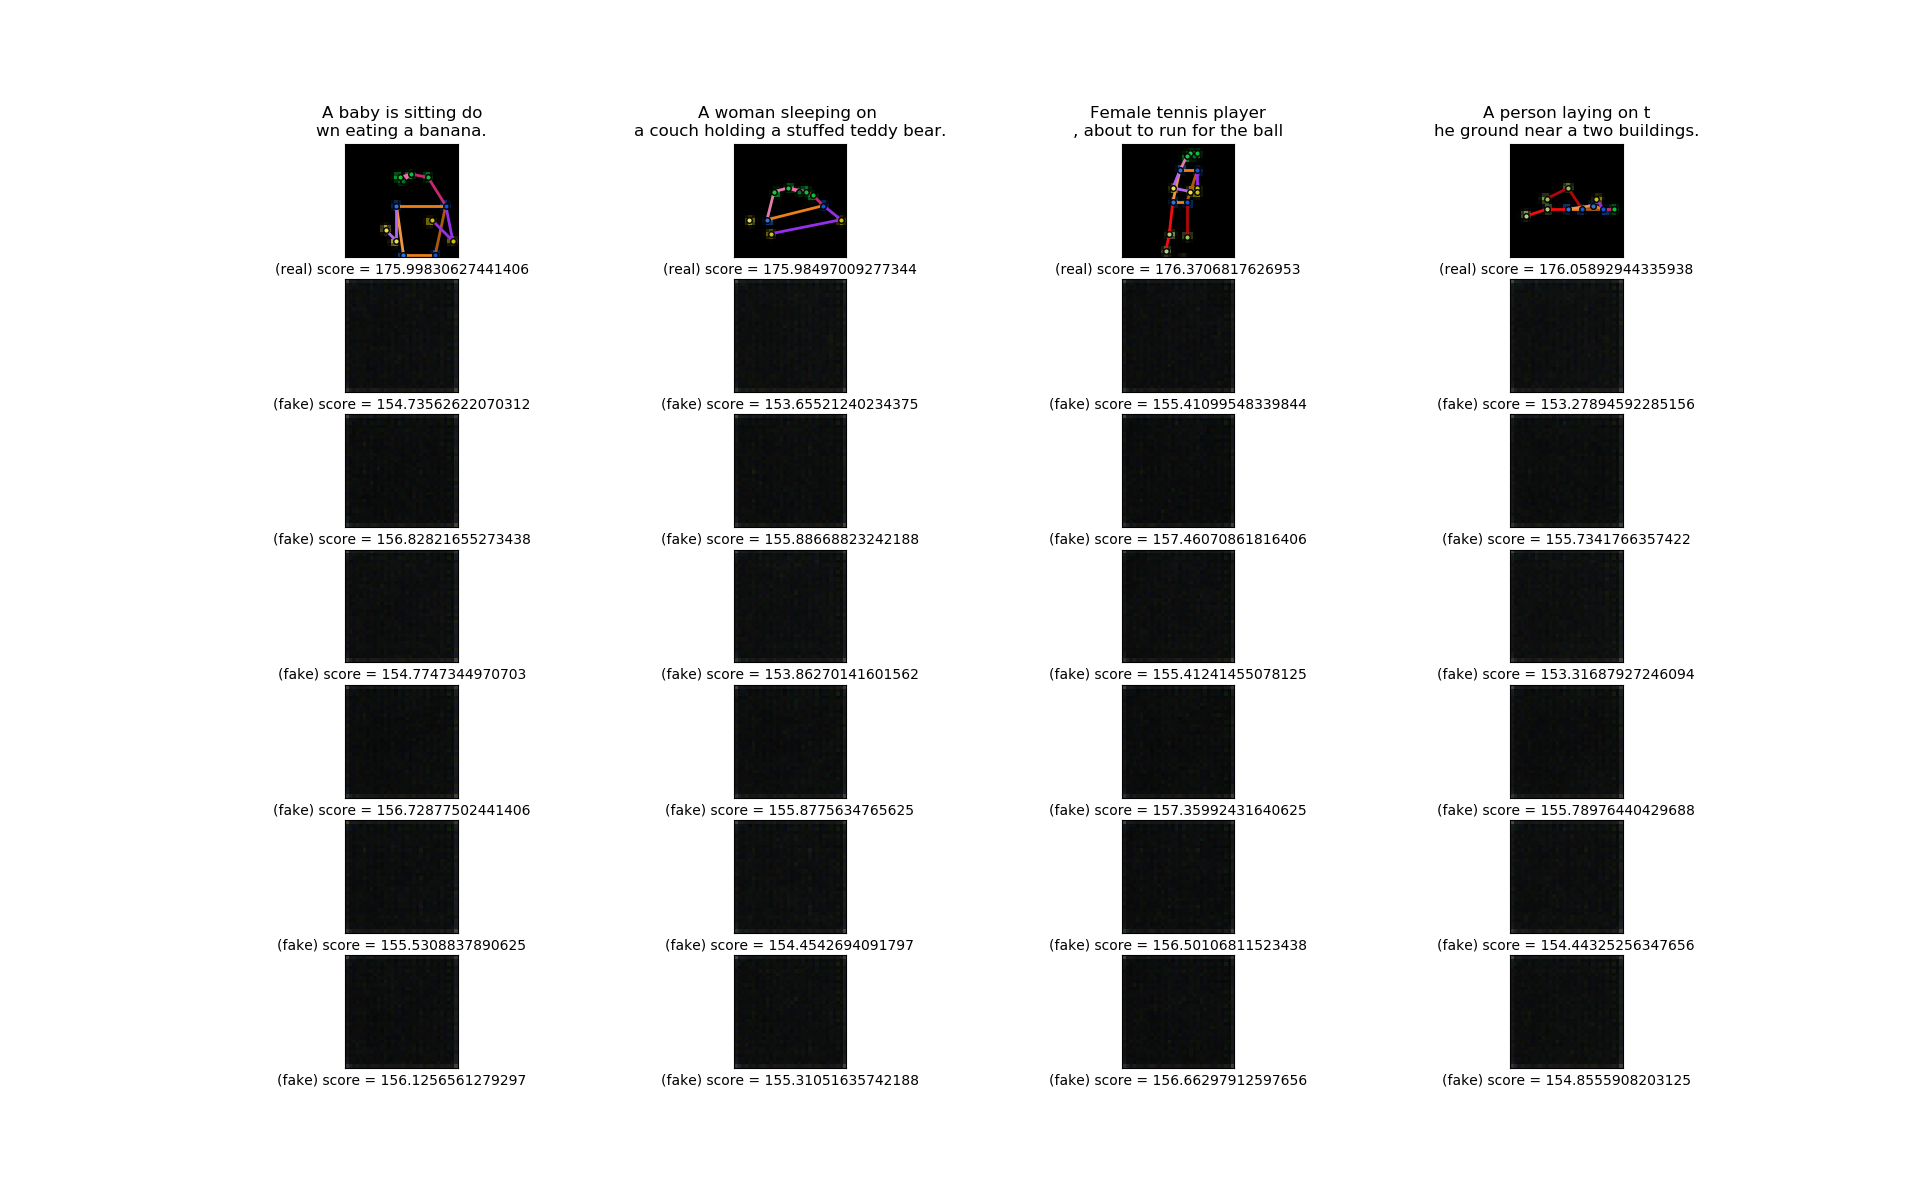 A baby is sitting do
wn eating a banana.
A woman sleeping on
a couch holding a stuffed teddy bear.
Female tennis player
, about to run for the ball
A person laying on t
he ground near a two buildings.
(real) score = 175.99830627441406
(real) score = 175.98497009277344
(real) score = 176.3706817626953
(real) score = 176.05892944335938
(fake) score = 154.73562622070312
(fake) score = 153.65521240234375
(fake) score = 155.41099548339844
(fake) score = 153.27894592285156
(fake) score = 156.82821655273438
(fake) score = 155.88668823242188
(fake) score = 157.46070861816406
(fake) score = 155.7341766357422
(fake) score = 154.7747344970703
(fake) score = 153.86270141601562
(fake) score = 155.41241455078125
(fake) score = 153.31687927246094
(fake) score = 156.72877502441406
(fake) score = 155.8775634765625
(fake) score = 157.35992431640625
(fake) score = 155.78976440429688
(fake) score = 155.5308837890625
(fake) score = 154.4542694091797
(fake) score = 156.50106811523438
(fake) score = 154.44325256347656
(fake) score = 156.1256561279297
(fake) score = 155.31051635742188
(fake) score = 156.66297912597656
(fake) score = 154.8555908203125